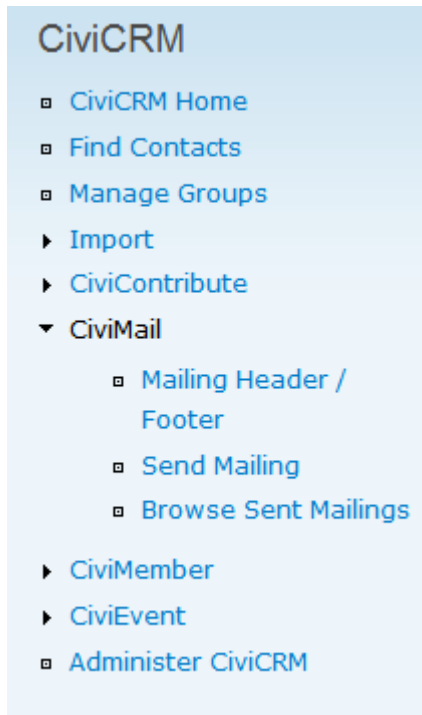 CiviCRM
CiviCRM Home
Find Contacts
Manage Groups
Import
CiviContribute
CiviMail
Mailing Header /
Footer
Send Mailing
Browse Sent Mailings
CiviMember
CiviEvent
Administer CiviCRM